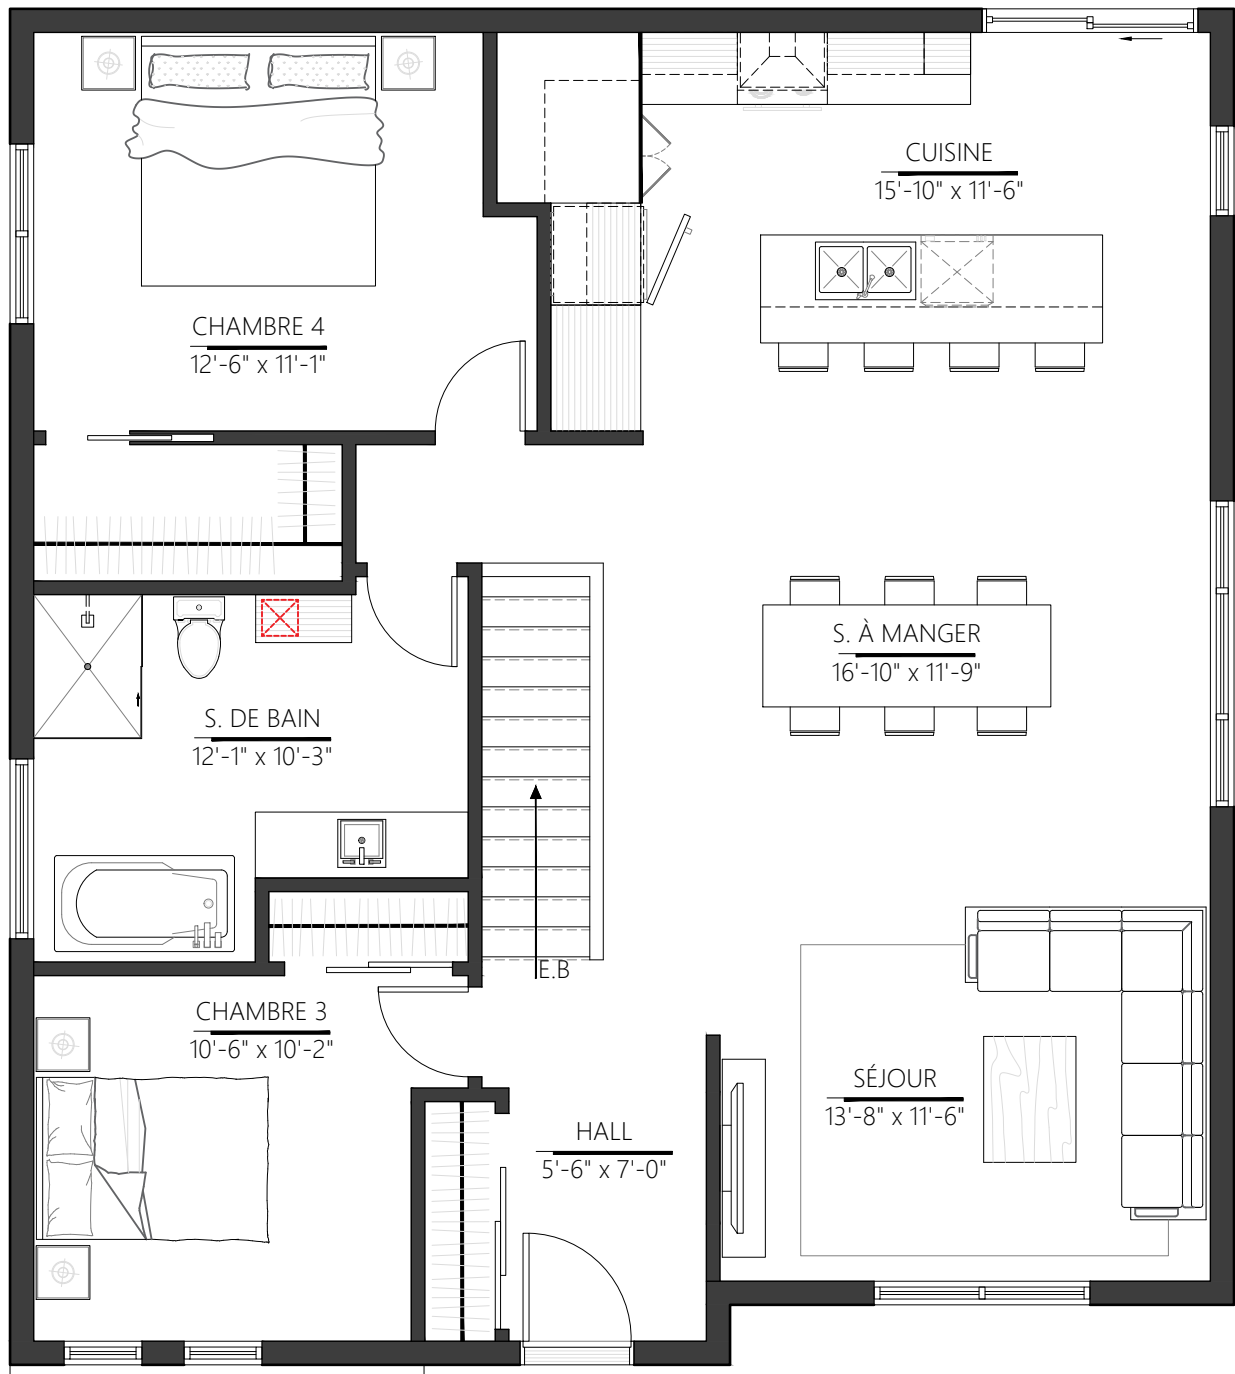 CUISINE
15'-10" x 11'-6"
CHAMBRE 4
12'-6" x 11'-1"
S. À MANGER
16'-10" x 11'-9"
S. DE BAIN
12'-1" x 10'-3"
E.B
CHAMBRE 3
10'-6" x 10'-2"
SÉJOUR
13'-8" x 11'-6"
HALL
5'-6" x 7'-0"